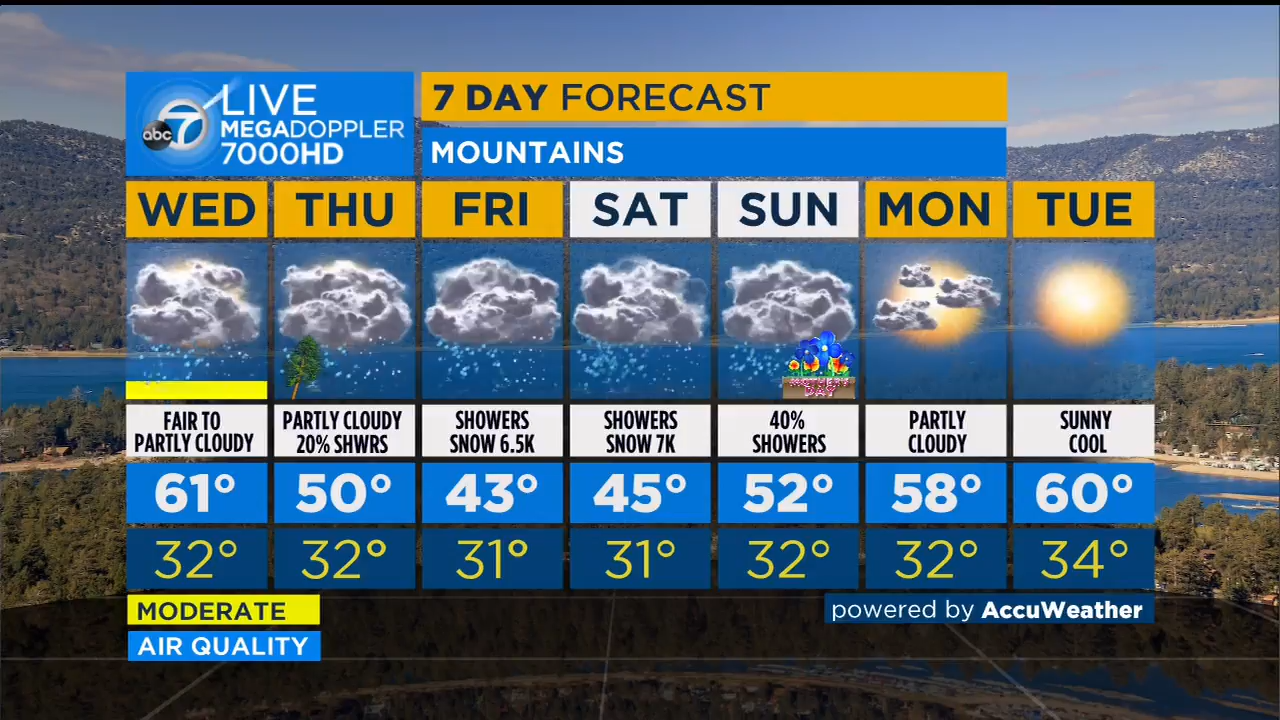 abc 7
LIVE
MEGADOPPLER
7000HD
7 DAY FORECAST
MOUNTAINS
WED THU FRI SAT SUN MON TUE
MOTHER'S
DAY
FAIR TO
PARTLY CLOUDY
PARTLY CLOUDY
20% SHWRS
SHOWERS
SNOW 6.5K
SHOWERS
SNOW 7K
40%
SHOWERS
PARTLY
CLOUDY
SUNNY
COOL
61° 50° 43° 45° 52° 58° 60°
32° 32° 31° 31° 32° 32° 34°
MODERATE
AIR QUALITY
powered by AccuWeather